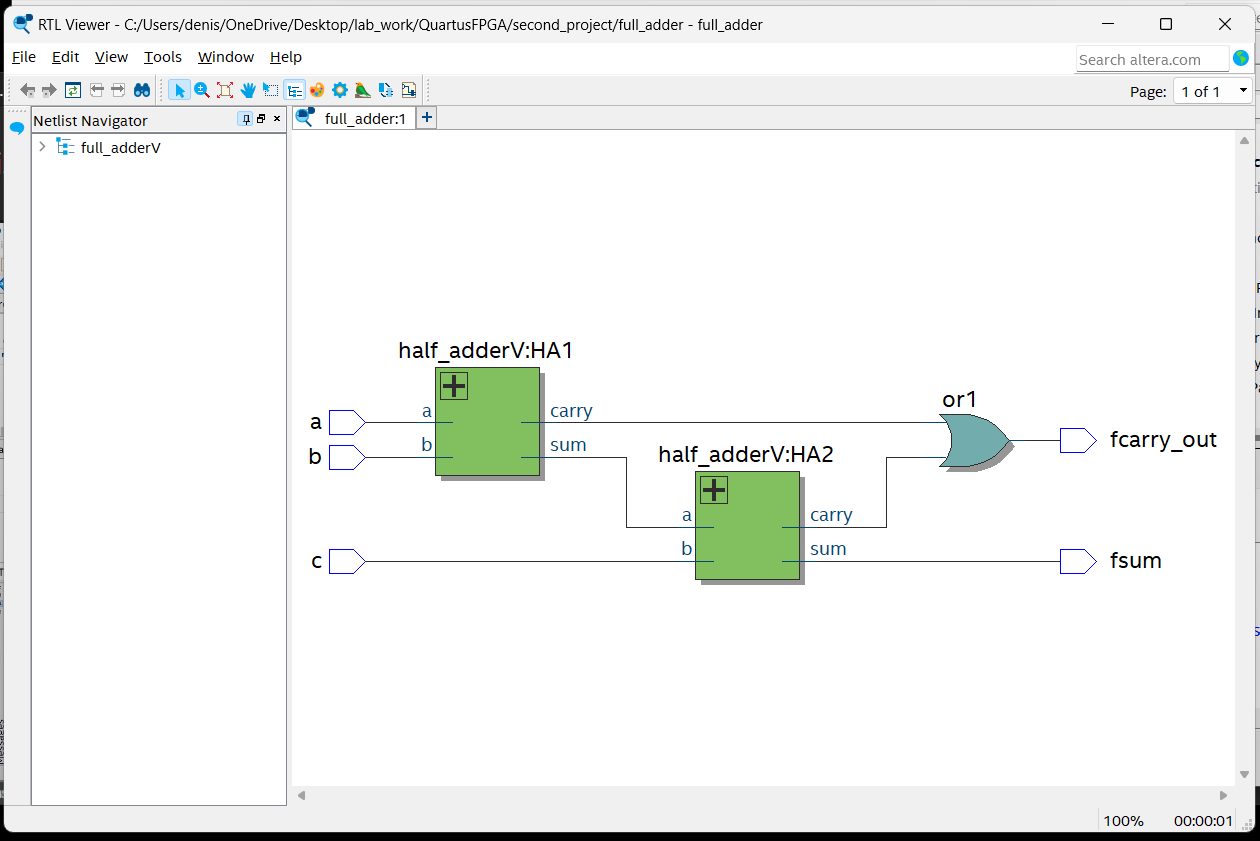 RTL Viewer - C:/Users/denis/OneDrive/Desktop/lab_work/QuartusFPGA/second_project/full_adder - full_adder
File Edit View Tools Window Help
Search altera.com
Page: 1 of 1
Netlist Navigator
full_adder:1
full_adderV
half_adderV:HA1
a
b
a
b
carry
sum
half_adderV:HA2
c
a
b
carry
sum
or1
fcarry_out
fsum
100% 00:00:01